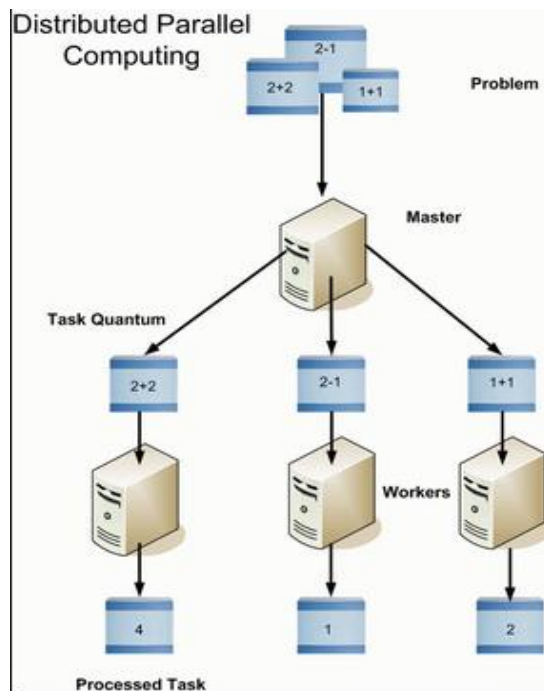 Distributed Parallel
Computing
2-1
2+2
1+1
Problem
Master
Task Quantum
2+2
2-1
1+1
Workers
4
1
2
Processed Task